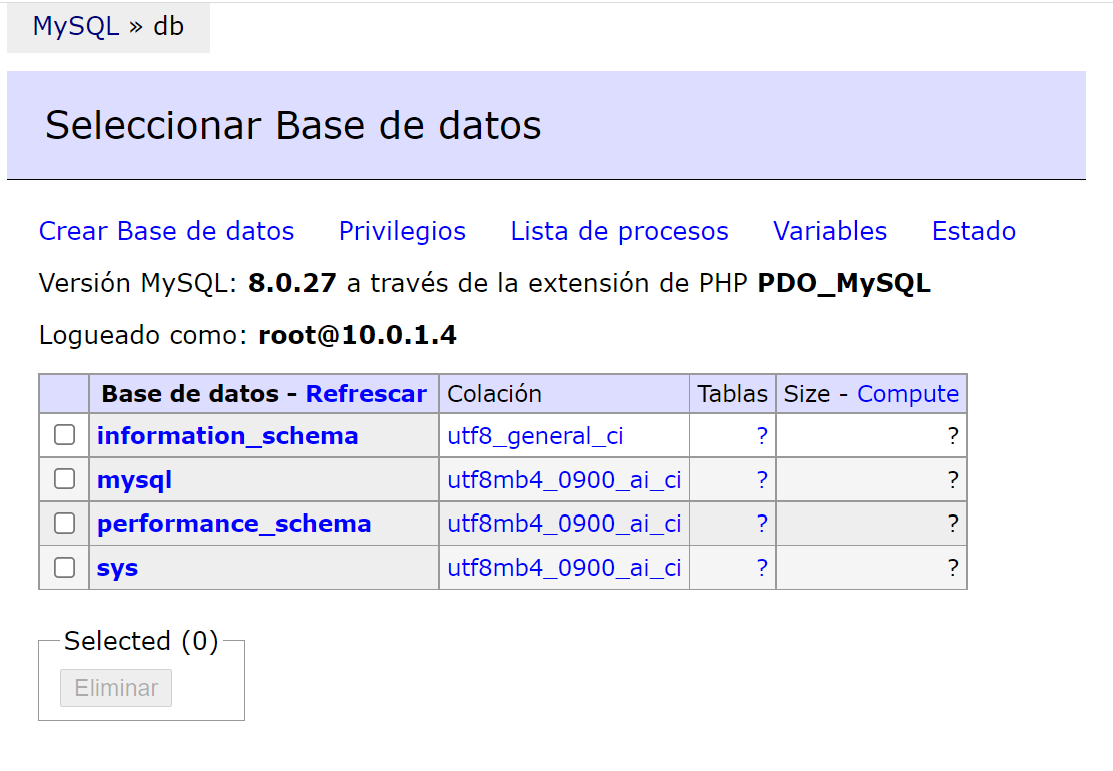 MySQL » db
Seleccionar Base de datos
Crear Base de datos Privilegios Lista de procesos Variables Estado
Versión MySQL: 8.0.27 a través de la extensión de PHP PDO_MySQL
Logueado como: root@10.0.1.4
Base de datos - Refrescar Colación Tablas Size - Compute
information_schema utf8_general_ci ? ?
mysql utf8mb4_0900_ai_ci ? ?
performance_schema utf8mb4_0900_ai_ci ? ?
sys utf8mb4_0900_ai_ci ? ?
Selected (0)
Eliminar